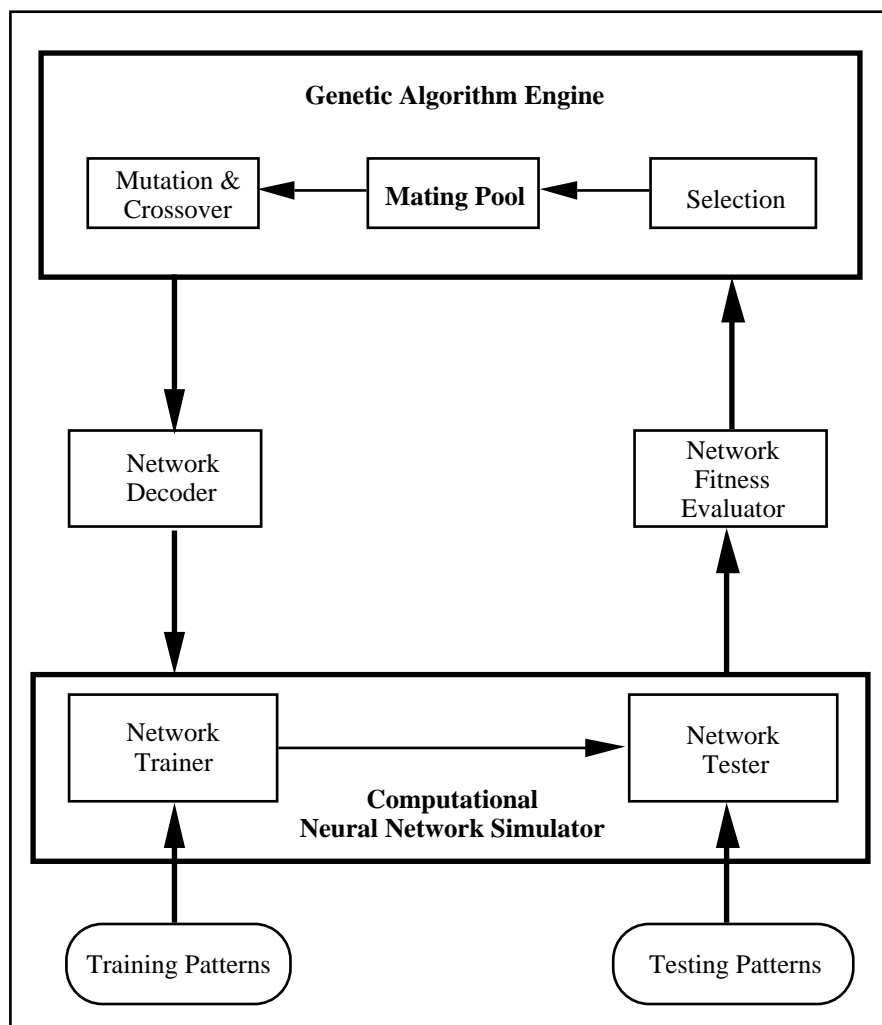 Genetic Algorithm Engine
Mutation &
Crossover
Mating Pool
Selection
Network
Decoder
Network
Fitness
Evaluator
Network
Trainer
Network
Tester
Computational
Neural Network Simulator
Training Patterns
Testing Patterns